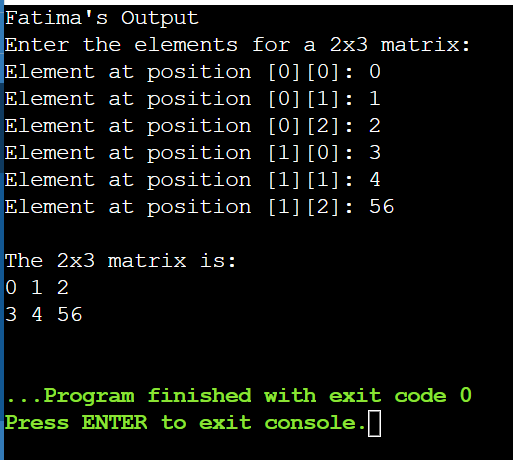 Fatima's Output
Enter the elements for a 2x3 matrix:
Element at position [0][0]: 0
Element at position [0][1]: 1
Element at position [0][2]: 2
Element at position [1][0]: 3
Element at position [1][1]: 4
Element at position [1][2]: 56
The 2x3 matrix is:
0 1 2
3 4 56
...Program finished with exit code 0
Press ENTER to exit console.